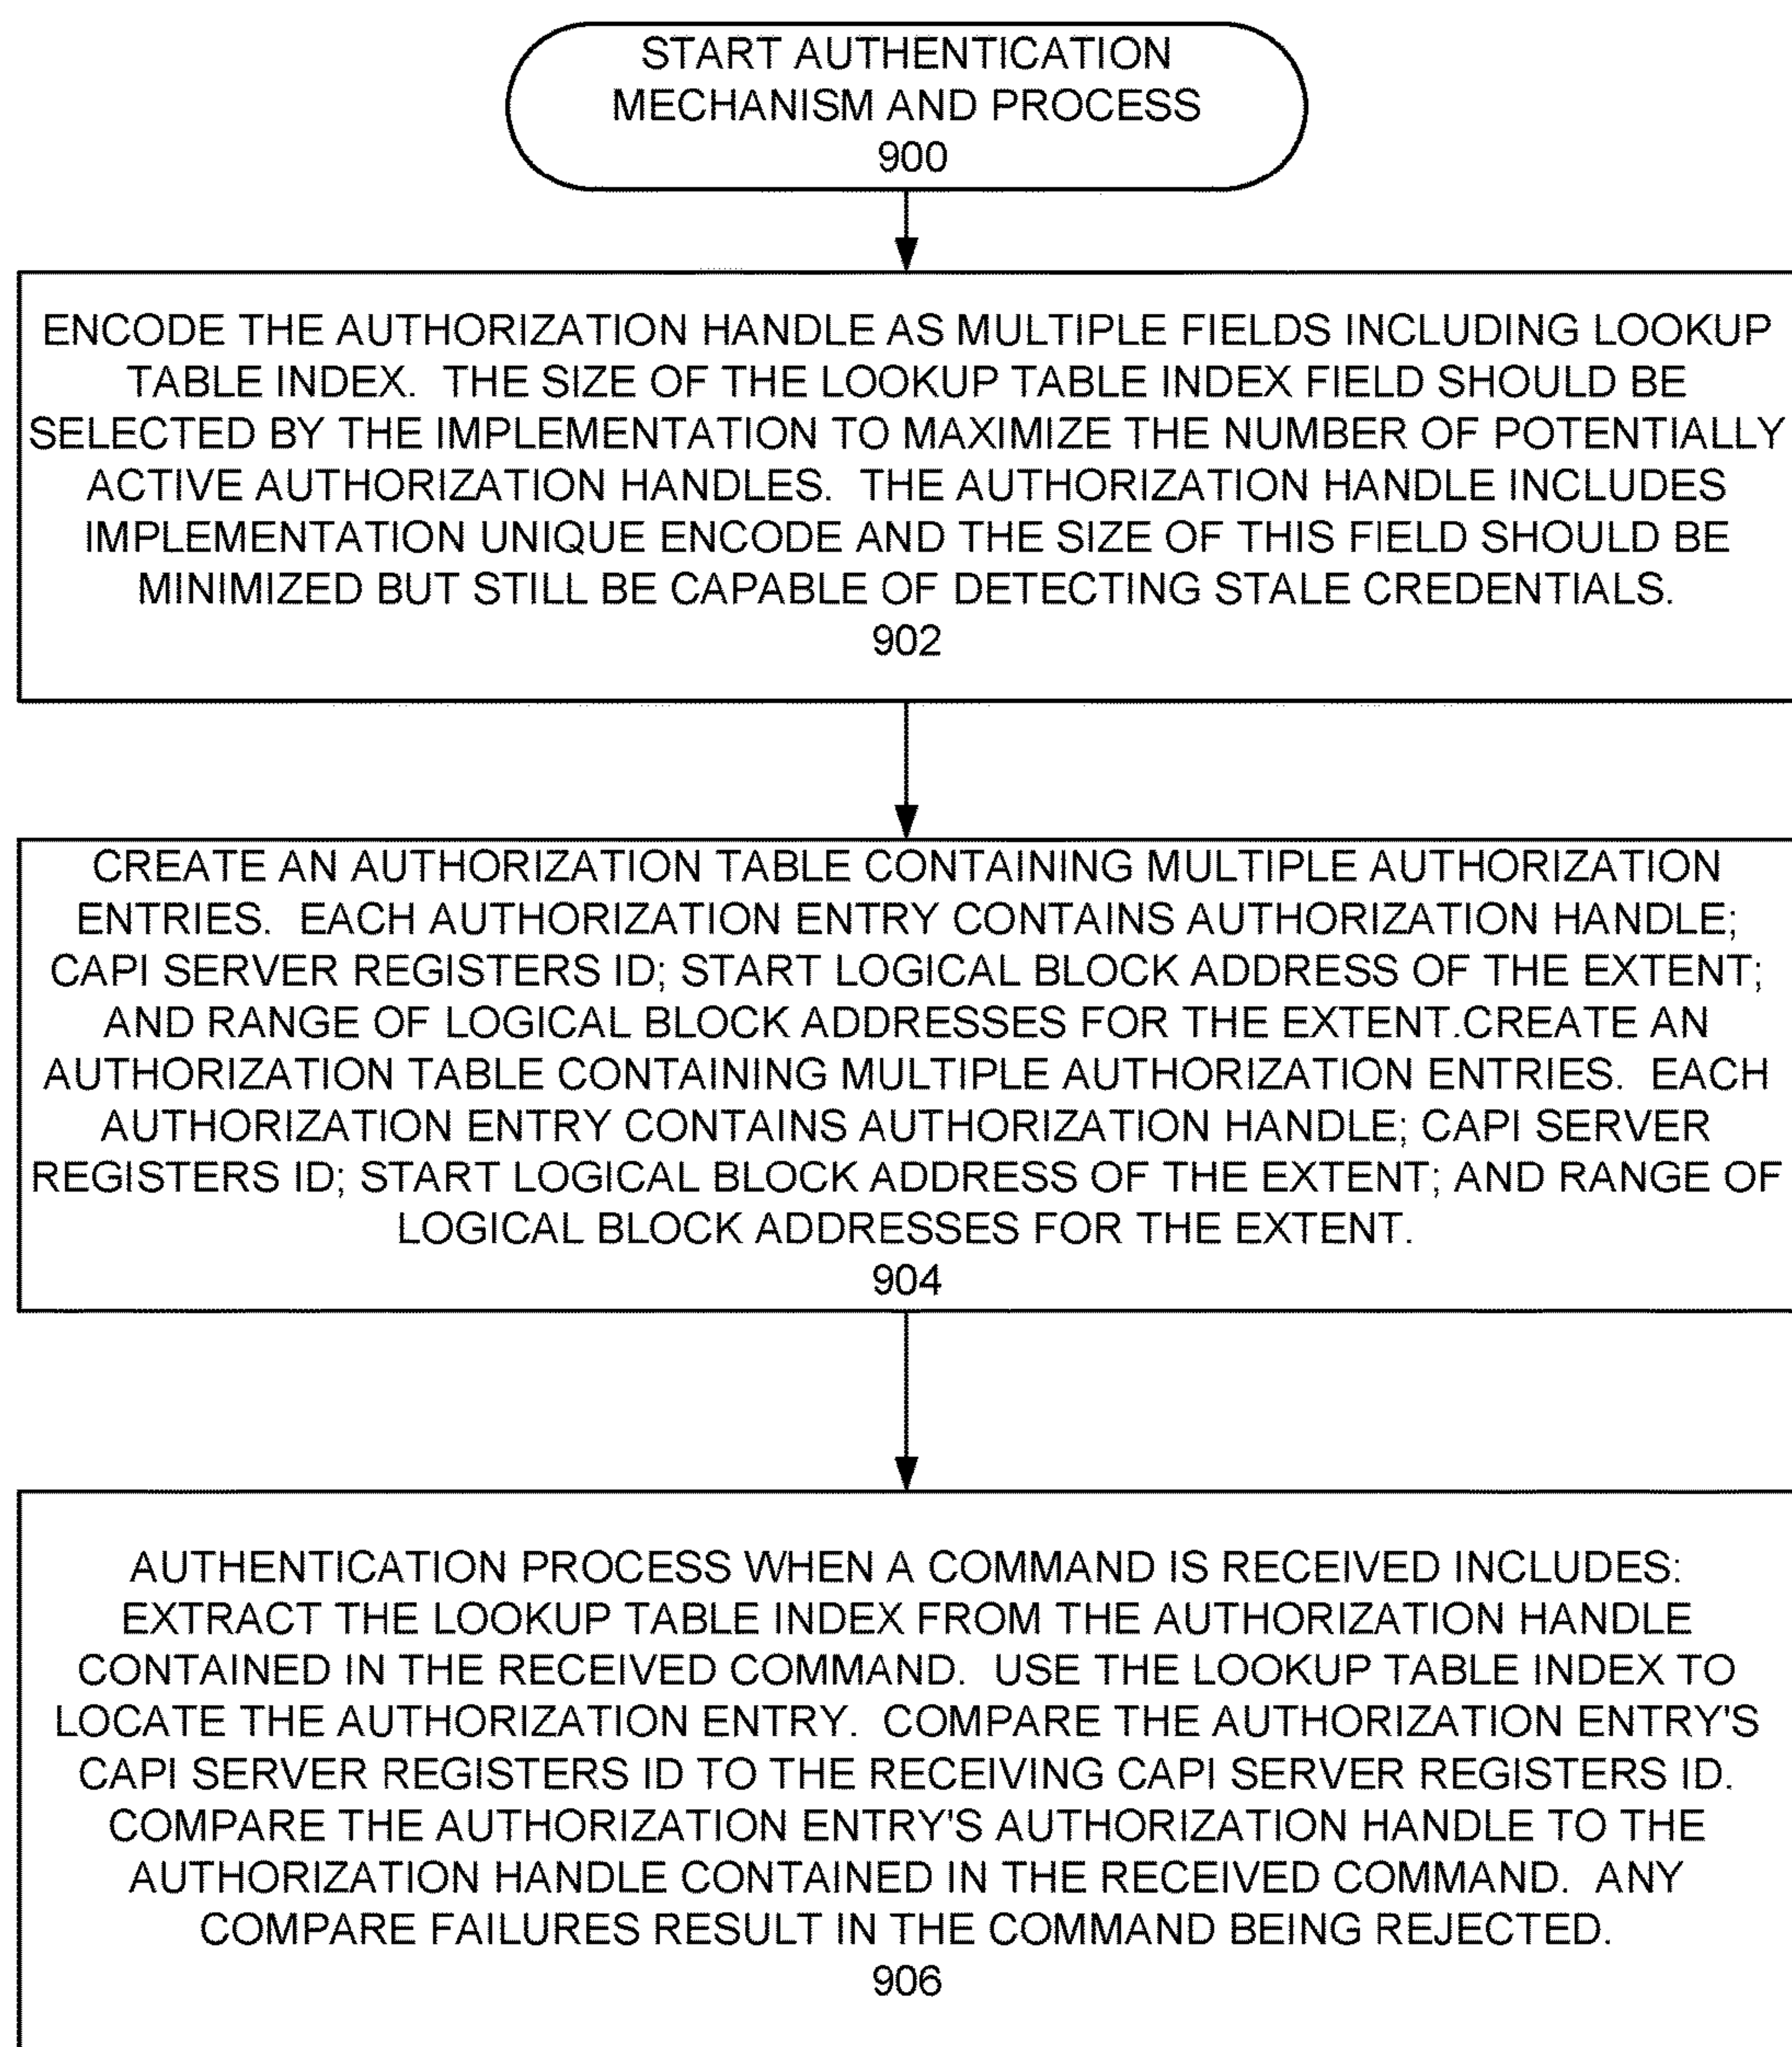 START AUTHENTICATION
MECHANISM AND PROCESS
900
ENCODE THE AUTHORIZATION HANDLE AS MULTIPLE FIELDS INCLUDING LOOKUP
TABLE INDEX. THE SIZE OF THE LOOKUP TABLE INDEX FIELD SHOULD BE
SELECTED BY THE IMPLEMENTATION TO MAXIMIZE THE NUMBER OF POTENTIALLY
ACTIVE AUTHORIZATION HANDLES. THE AUTHORIZATION HANDLE INCLUDES
IMPLEMENTATION UNIQUE ENCODE AND THE SIZE OF THIS FIELD SHOULD BE
MINIMIZED BUT STILL BE CAPABLE OF DETECTING STALE CREDENTIALS.
902
CREATE AN AUTHORIZATION TABLE CONTAINING MULTIPLE AUTHORIZATION
ENTRIES. EACH AUTHORIZATION ENTRY CONTAINS AUTHORIZATION HANDLE;
CAPI SERVER REGISTERS ID; START LOGICAL BLOCK ADDRESS OF THE EXTENT;
AND RANGE OF LOGICAL BLOCK ADDRESSES FOR THE EXTENT.CREATE AN
AUTHORIZATION TABLE CONTAINING MULTIPLE AUTHORIZATION ENTRIES. EACH
AUTHORIZATION ENTRY CONTAINS AUTHORIZATION HANDLE; CAPI SERVER
REGISTERS ID; START LOGICAL BLOCK ADDRESS OF THE EXTENT; AND RANGE OF
LOGICAL BLOCK ADDRESSES FOR THE EXTENT.
904
AUTHENTICATION PROCESS WHEN A COMMAND IS RECEIVED INCLUDES:
EXTRACT THE LOOKUP TABLE INDEX FROM THE AUTHORIZATION HANDLE
CONTAINED IN THE RECEIVED COMMAND. USE THE LOOKUP TABLE INDEX TO
LOCATE THE AUTHORIZATION ENTRY. COMPARE THE AUTHORIZATION ENTRY'S
CAPI SERVER REGISTERS ID TO THE RECEIVING CAPI SERVER REGISTERS ID.
COMPARE THE AUTHORIZATION ENTRY'S AUTHORIZATION HANDLE TO THE
AUTHORIZATION HANDLE CONTAINED IN THE RECEIVED COMMAND. ANY
COMPARE FAILURES RESULT IN THE COMMAND BEING REJECTED.
906